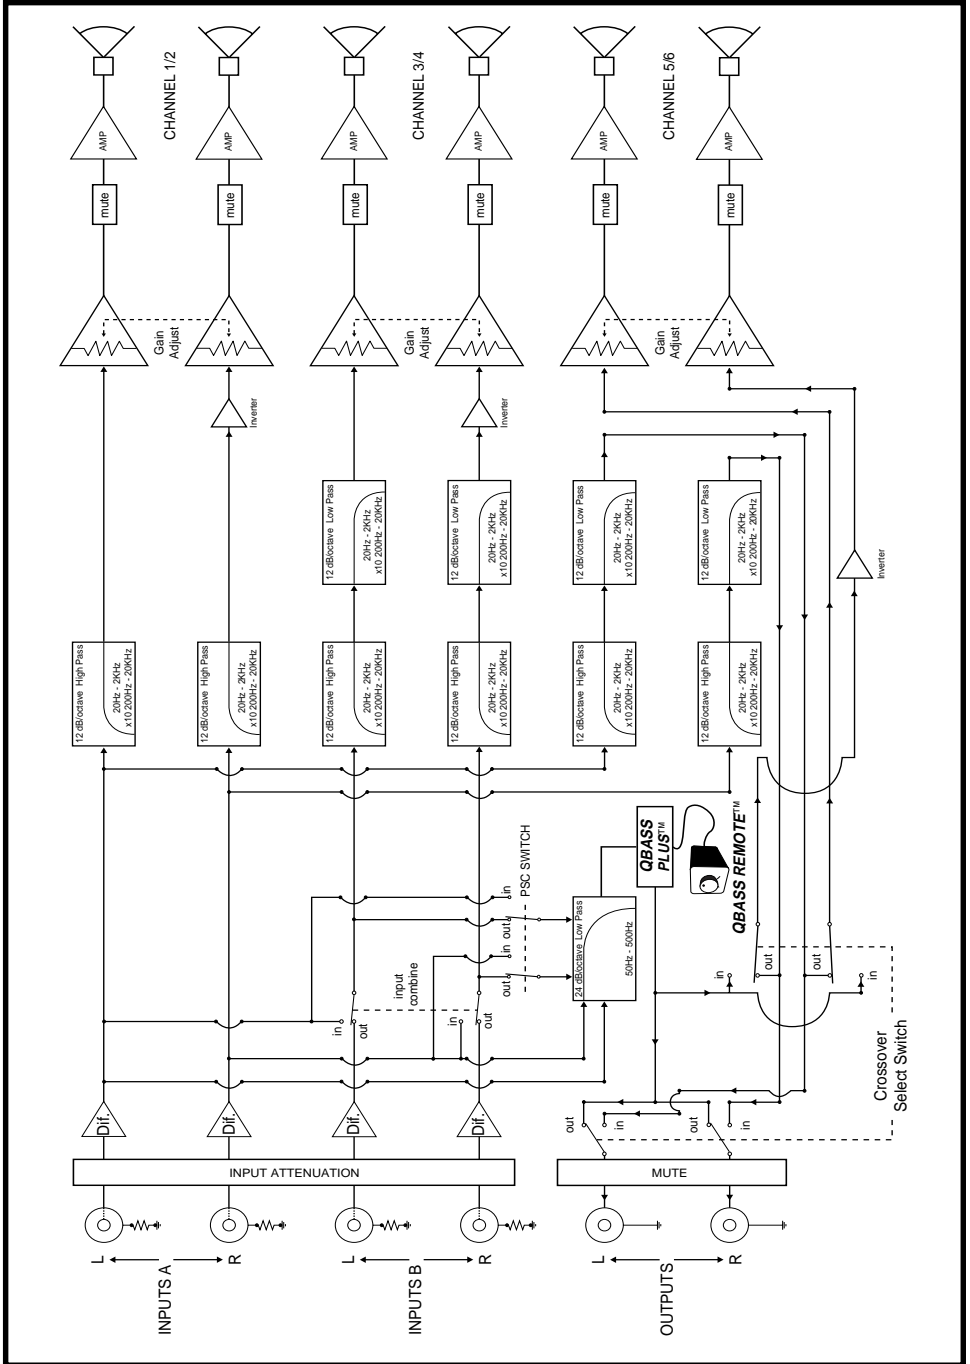 CHANNEL 1/2
CHANNEL 3/4
CHANNEL 5/6
AMP
AMP
AMP
AMP
AMP
AMP
mute
mute
mute
mute
mute
mute
Gain
Adjust
Gain
Adjust
Gain
Adjust
Inverter
Inverter
12 dB/octave Low Pass
20Hz - 2KHz
x10 200Hz - 20KHz
12 dB/octave Low Pass
20Hz - 2KHz
x10 200Hz - 20KHz
12 dB/octave Low Pass
20Hz - 2KHz
x10 200Hz - 20KHz
12 dB/octave Low Pass
20Hz - 2KHz
x10 200Hz - 20KHz
Inverter
12 dB/octave High Pass
20Hz - 2KHz
x10 200Hz - 20KHz
12 dB/octave High Pass
20Hz - 2KHz
x10 200Hz - 20KHz
12 dB/octave High Pass
20Hz - 2KHz
x10 200Hz - 20KHz
12 dB/octave High Pass
20Hz - 2KHz
x10 200Hz - 20KHz
12 dB/octave High Pass
20Hz - 2KHz
x10 200Hz - 20KHz
12 dB/octave High Pass
20Hz - 2KHz
x10 200Hz - 20KHz
QBASS
PLUS™
QBASS REMOTE™
PSC SWITCH
in
out
in
out
24 dB/octave Low Pass
50Hz - 500Hz
input
combine
in
out
in
out
in
out
out
in
Crossover
Select Switch
out
in
out
in
Dif.
Dif.
Dif.
Dif.
INPUT ATTENUATION
MUTE
L
R
L
R
L
R
INPUTS A
INPUTS B
OUTPUTS